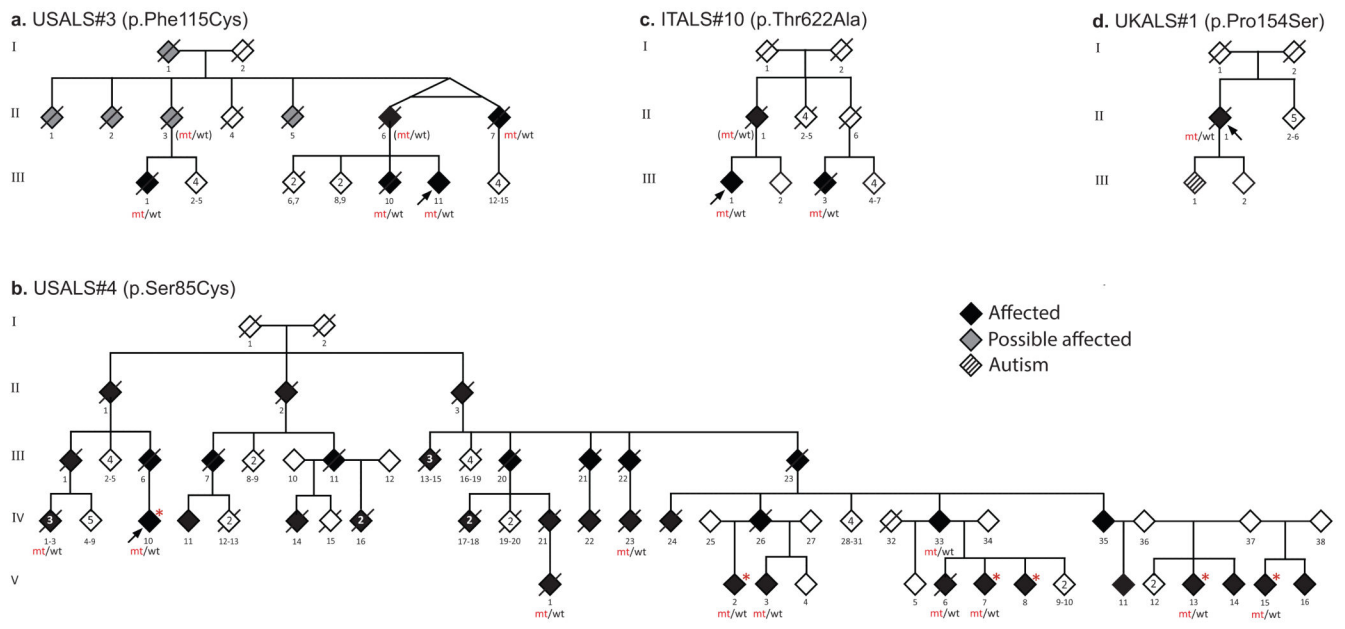 a. USALS#3 (p.Phe115Cys)
I
1 2
II
1 2 3 (mt/wt) 4 5 6 (mt/wt) 7 mt/wt
III
4 2 2 4
1 2-5 6,7 8,9 10 11 12-15
mt/wt mt/wt mt/wt
c. ITALS#10 (p.Thr622Ala)
I
1 2
II
4
(mt/wt) 1 2-5 6
III
4
1 2 3 4-7
mt/wt mt/wt
d. UKALS#1 (p.Pro154Ser)
I
1 2
II
5
mt/wt 1 2-6
III
1 2
b. USALS#4 (p.Ser85Cys)
I
1 2
II
1 2 3
III
4 2 3 4
1 2-5 6 7 8-9 10 11 12 13-15 16-19 20 21 22 23
IV
3 5 * 2 2 2 2 4
1-3 4-9 10 11 12-13 14 15 16 17-18 19-20 21 22 23 24 25 26 27 28-31 32 33 34 35 36 37 38
mt/wt mt/wt mt/wt mt/wt
V
* * * 2 2 * *
1 2 3 4 5 6 7 8 9-10 11 12 13 14 15 16
mt/wt mt/wt mt/wt mt/wt mt/wt mt/wt mt/wt
Affected
Possible affected
Autism